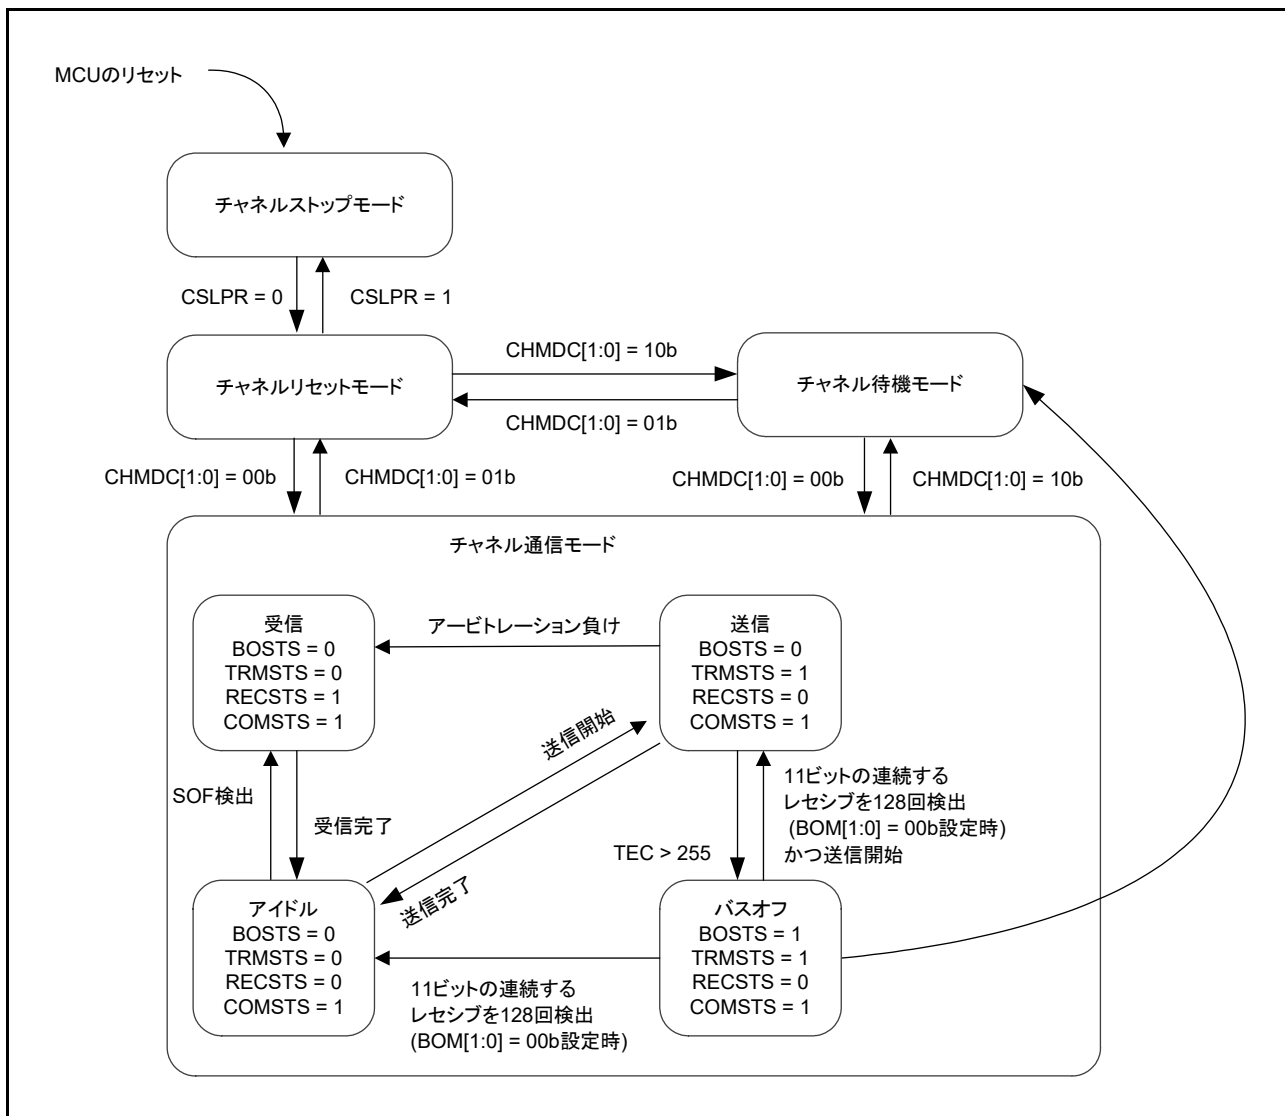 MCUのリセット
チャネルストップモード
CSLPR = 0
CSLPR = 1
チャネルリセットモード
CHMDC[1:0] = 10b
CHMDC[1:0] = 01b
チャネル待機モード
CHMDC[1:0] = 00b
CHMDC[1:0] = 01b
CHMDC[1:0] = 00b
CHMDC[1:0] = 10b
チャネル通信モード
受信
BOSTS = 0
TRMSTS = 0
RECSTS = 1
COMSTS = 1
アービトレーション負け
送信
BOSTS = 0
TRMSTS = 1
RECSTS = 0
COMSTS = 1
SOF検出
受信完了
送信開始
送信完了
TEC > 255
11ビットの連続する
レセシブを128回検出
(BOM[1:0] = 00b設定時)
かつ送信開始
アイドル
BOSTS = 0
TRMSTS = 0
RECSTS = 0
COMSTS = 1
11ビットの連続する
レセシブを128回検出
(BOM[1:0] = 00b設定時)
バスオフ
BOSTS = 1
TRMSTS = 1
RECSTS = 0
COMSTS = 1